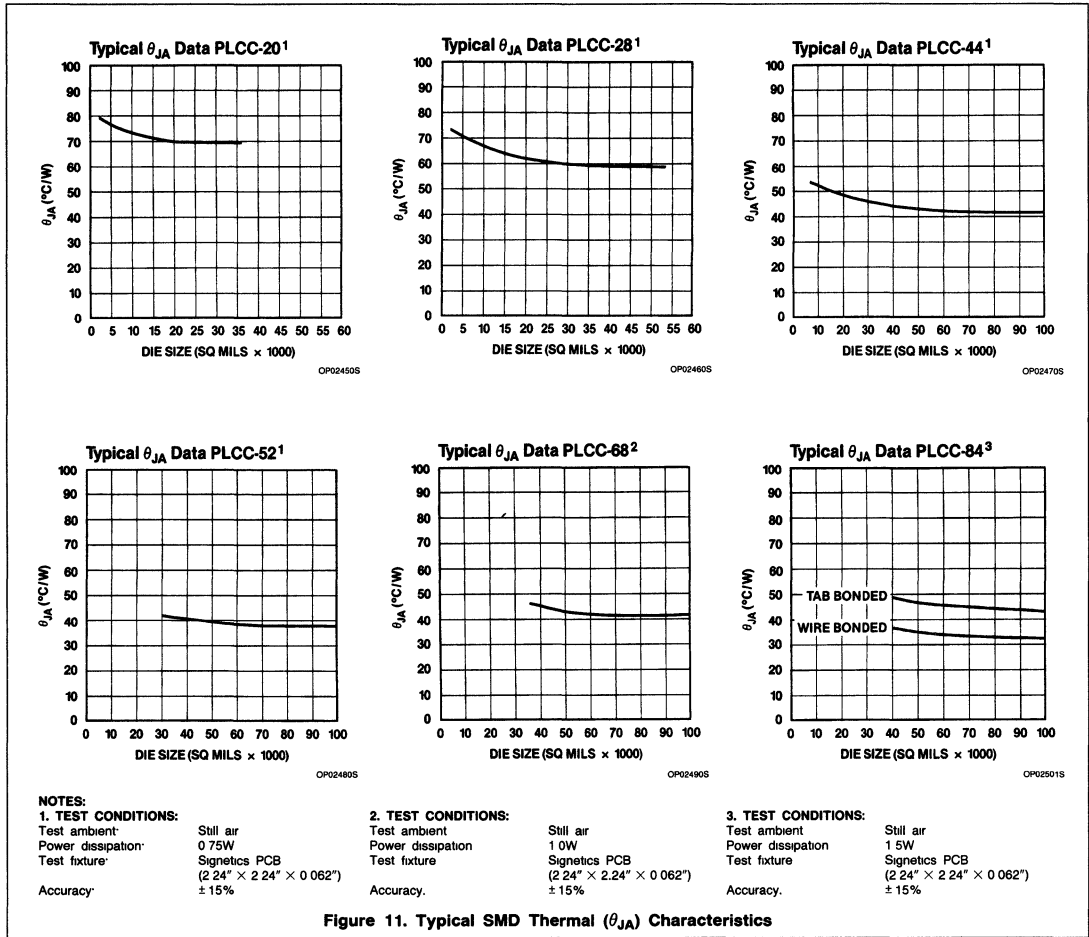 Typical θJA Data PLCC-20¹
100
90
80
70
60
50
40
30
20
10
0
θJA (°C/W)
0 5 10 15 20 25 30 35 40 45 50 55 60
DIE SIZE (SQ MILS × 1000)
OP02450S
Typical θJA Data PLCC-28¹
100
90
80
70
60
50
40
30
20
10
0
θJA (°C/W)
0 5 10 15 20 25 30 35 40 45 50 55 60
DIE SIZE (SQ MILS × 1000)
OP02460S
Typical θJA Data PLCC-44¹
100
90
80
70
60
50
40
30
20
10
0
θJA (°C/W)
0 10 20 30 40 50 60 70 80 90 100
DIE SIZE (SQ MILS × 1000)
OP02470S
Typical θJA Data PLCC-52¹
100
90
80
70
60
50
40
30
20
10
0
θJA (°C/W)
0 10 20 30 40 50 60 70 80 90 100
DIE SIZE (SQ MILS × 1000)
OP02480S
Typical θJA Data PLCC-68²
100
90
80
70
60
50
40
30
20
10
0
θJA (°C/W)
0 10 20 30 40 50 60 70 80 90 100
DIE SIZE (SQ MILS × 1000)
OP02490S
Typical θJA Data PLCC-84³
100
90
80
70
60
50
40
30
20
10
0
θJA (°C/W)
TAB BONDED
WIRE BONDED
0 10 20 30 40 50 60 70 80 90 100
DIE SIZE (SQ MILS × 1000)
OP02501S
NOTES:
1. TEST CONDITIONS:
Test ambient· Still air
Power dissipation· 0 75W
Test fixture· Signetics PCB
(2 24" × 2 24" × 0 062")
Accuracy· ± 15%
2. TEST CONDITIONS:
Test ambient Still air
Power dissipation 1 0W
Test fixture Signetics PCB
(2 24" × 2.24" × 0 062")
Accuracy. ± 15%
3. TEST CONDITIONS:
Test ambient Still air
Power dissipation 1 5W
Test fixture Signetics PCB
(2 24" × 2 24" × 0 062")
Accuracy. ± 15%
Figure 11. Typical SMD Thermal (θJA) Characteristics